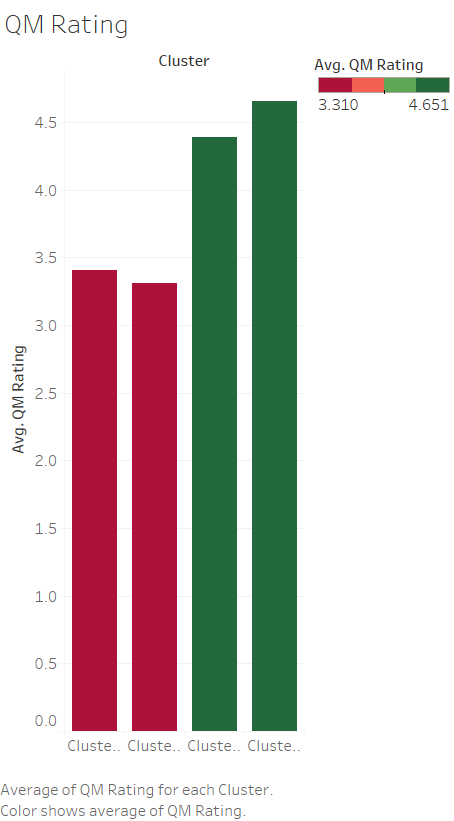 QM Rating
Cluster
Avg. QM Rating
3.310 4.651
4.5
4.0
3.5
3.0
2.5
2.0
1.5
1.0
0.5
0.0
Avg. QM Rating
Cluste.. Cluste.. Cluste.. Cluste..
Average of QM Rating for each Cluster.
Color shows average of QM Rating.